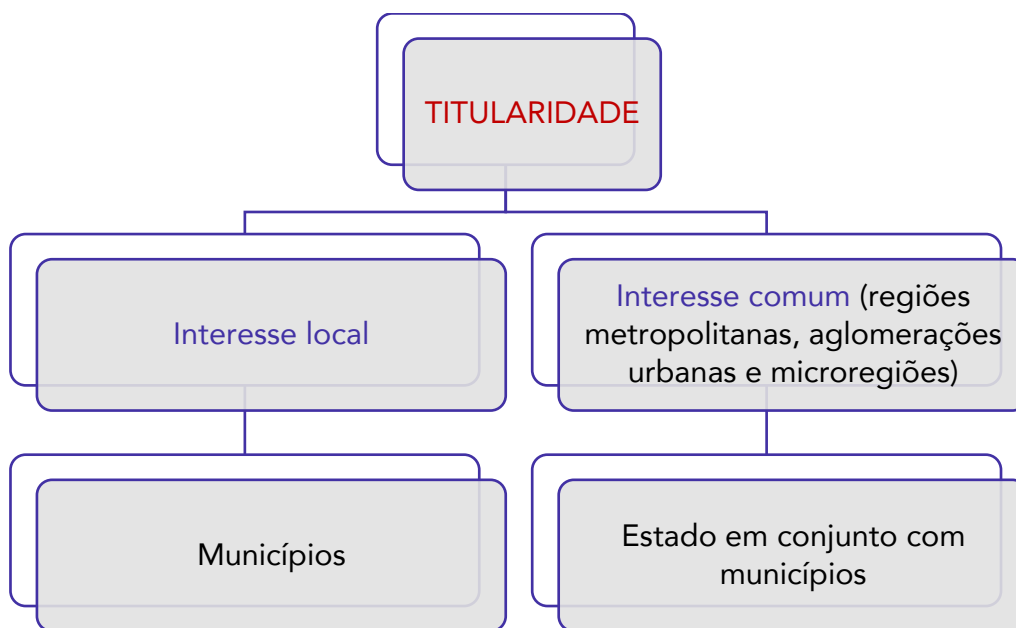 TITULARIDADE
Interesse local
Interesse comum (regiões
metropolitanas, aglomerações
urbanas e microregiões)
Municípios
Estado em conjunto com
municípios